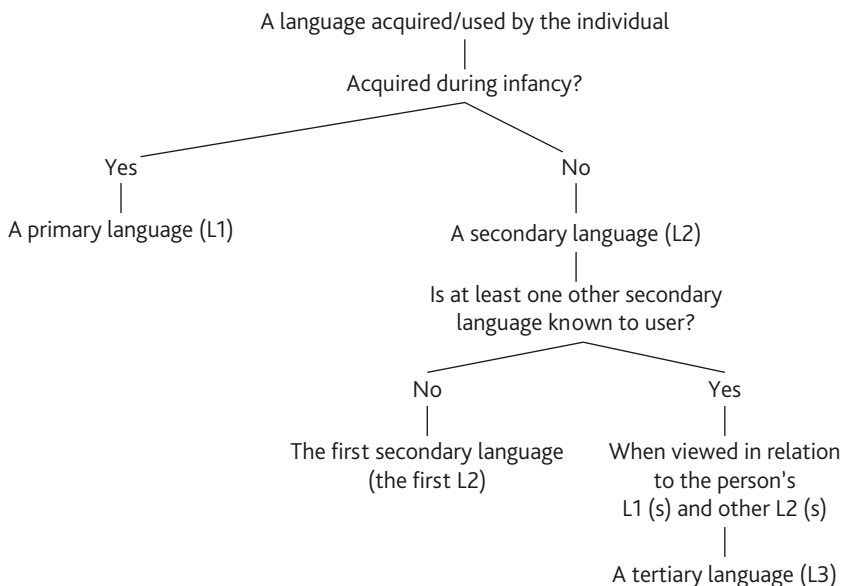 A language acquired/used by the individual
Acquired during infancy?
Yes
No
A primary language (L1)
A secondary language (L2)
Is at least one other secondary
language known to user?
No
Yes
The first secondary language
(the first L2)
When viewed in relation
to the person’s
L1 (s) and other L2 (s)
A tertiary language (L3)